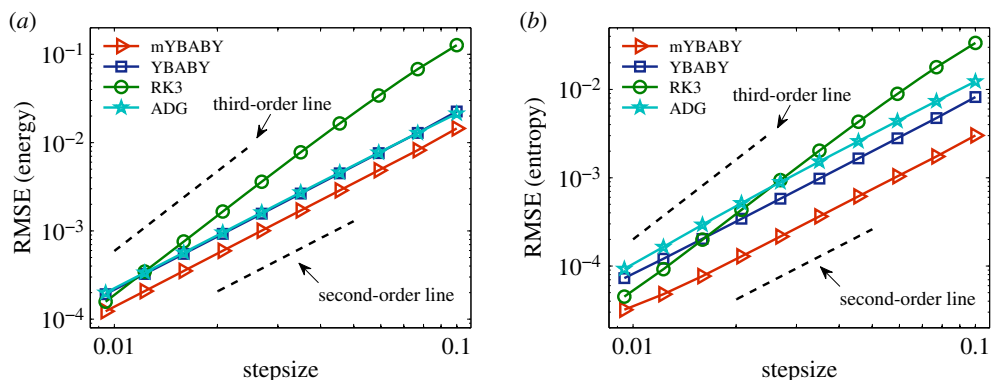 (a)
mYBABY
YBABY
RK3
ADG
third-order line
second-order line
RMSE (energy)
10⁻¹
10⁻²
10⁻³
10⁻⁴
0.01
0.1
stepsize
(b)
mYBABY
YBABY
RK3
ADG
third-order line
second-order line
RMSE (entropy)
10⁻²
10⁻³
10⁻⁴
0.01
0.1
stepsize